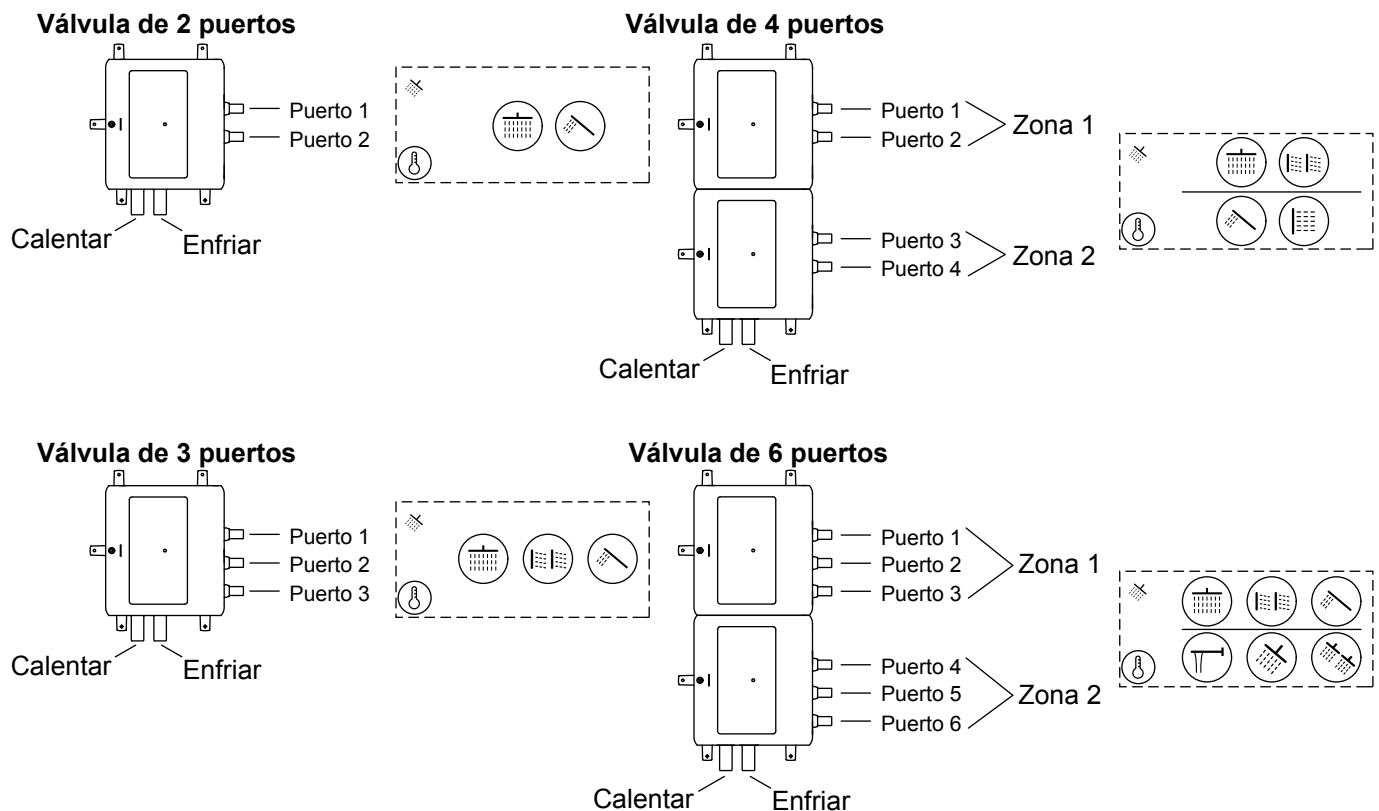 Válvula de 2 puertos
Puerto 1
Puerto 2
Calentar
Enfriar
Válvula de 4 puertos
Puerto 1
Puerto 2
Zona 1
Puerto 3
Puerto 4
Zona 2
Calentar
Enfriar
Válvula de 3 puertos
Puerto 1
Puerto 2
Puerto 3
Calentar
Enfriar
Válvula de 6 puertos
Puerto 1
Puerto 2
Puerto 3
Zona 1
Puerto 4
Puerto 5
Puerto 6
Zona 2
Calentar
Enfriar